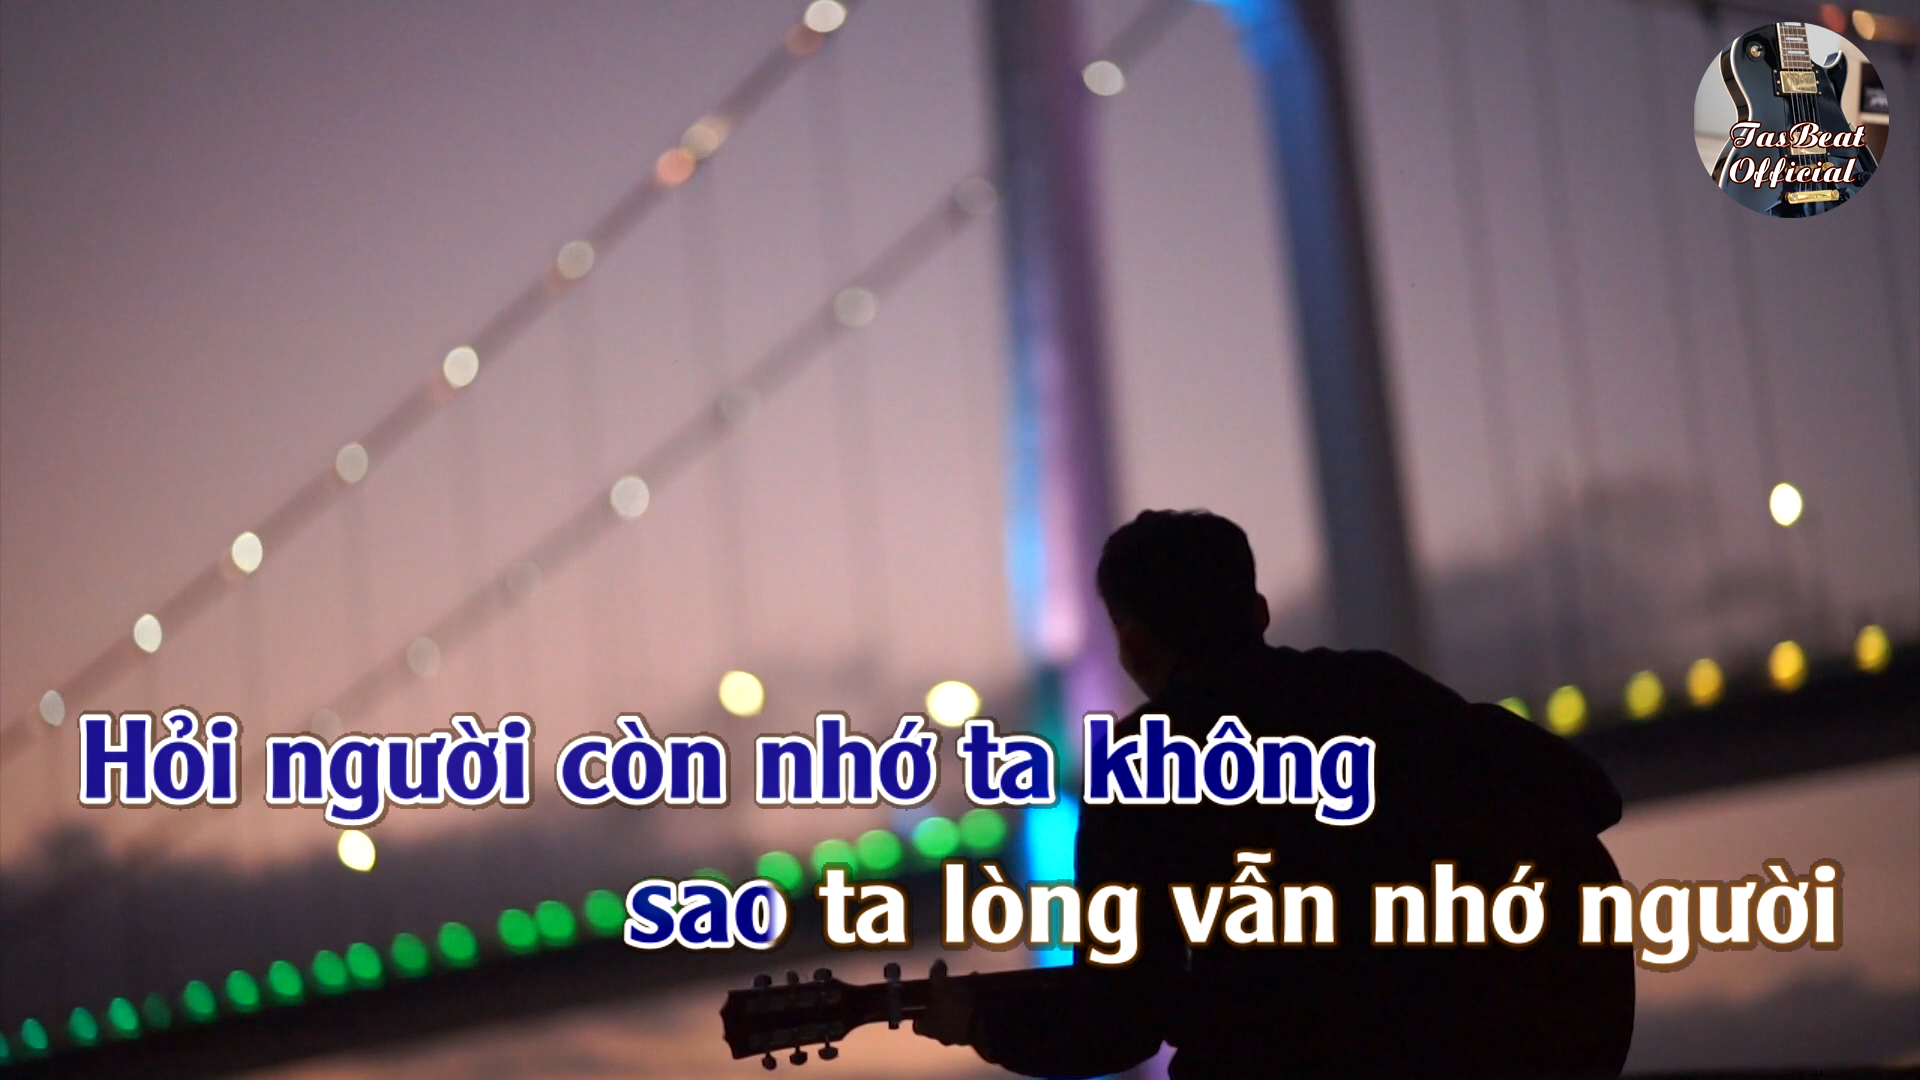 TasBeat
Official
Hỏi người còn nhớ ta không
sao ta lòng vẫn nhớ người